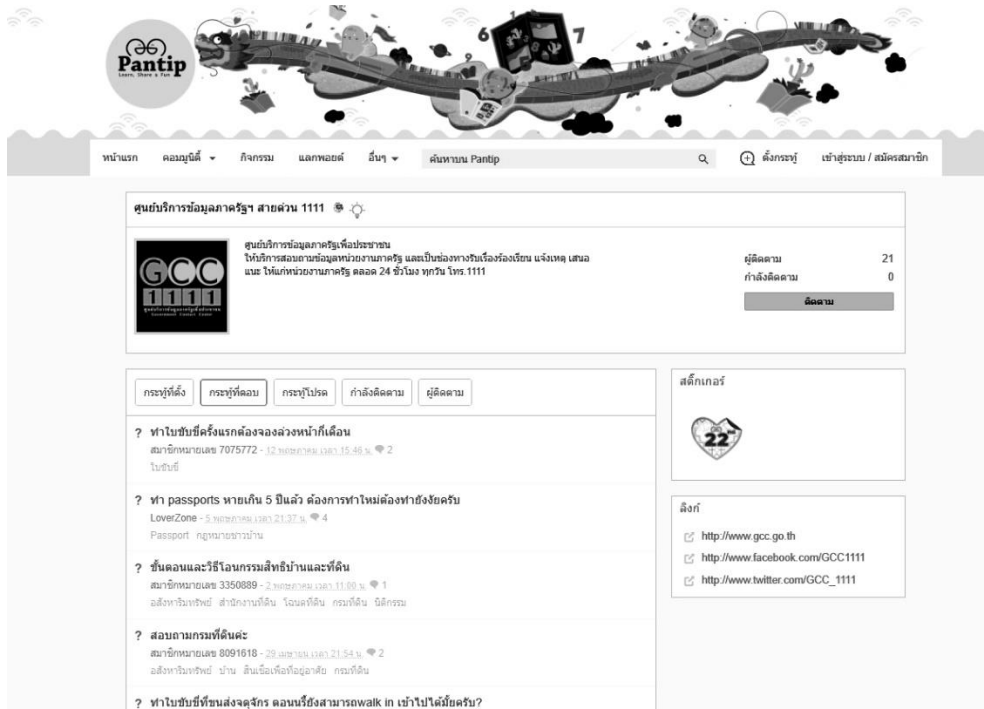 Pantip
Learn, Share & Fun
6
7
หน้าแรก คอมมูนิตี้ กิจกรรม แลกพอยต์ อื่นๆ ค้นหาบน Pantip ตั้งกระทู้ เข้าสู่ระบบ / สมัครสมาชิก
ศูนย์บริการข้อมูลภาครัฐฯ สายด่วน 1111
GCC
1111
ศูนย์บริการข้อมูลภาครัฐเพื่อประชาชน
Government Contact Center
ศูนย์บริการข้อมูลภาครัฐเพื่อประชาชน
ให้บริการสอบถามข้อมูลหน่วยงานภาครัฐ และเป็นช่องทางรับเรื่องร้องเรียน แจ้งเหตุ เสนอ
แนะ ให้แก่หน่วยงานภาครัฐ ตลอด 24 ชั่วโมง ทุกวัน โทร.1111
ผู้ติดตาม 21
กำลังติดตาม 0
ติดตาม
กระทู้ที่ตั้ง กระทู้ที่ตอบ กระทู้โปรด กำลังติดตาม ผู้ติดตาม
? ทำใบขับขี่ครั้งแรกต้องจองล่วงหน้ากี่เดือน
สมาชิกหมายเลข 7075772 - 12 พฤษภาคม เวลา 15:46 น. 2
ใบขับขี่
? ทำ passports หายเกิน 5 ปีแล้ว ต้องการทำใหม่ต้องทำยังงัยครับ
LoverZone - 5 พฤษภาคม เวลา 21:37 น. 4
Passport กฎหมายชาวบ้าน
? ขั้นตอนและวิธีโอนกรรมสิทธิบ้านและที่ดิน
สมาชิกหมายเลข 3350889 - 2 พฤษภาคม เวลา 11:00 น. 1
อสังหาริมทรัพย์ สำนักงานที่ดิน โฉนดที่ดิน กรมที่ดิน นิติกรรม
? สอบถามกรมที่ดินค่ะ
สมาชิกหมายเลข 8091618 - 29 เมษายน เวลา 21:54 น. 2
อสังหาริมทรัพย์ บ้าน สินเชื่อเพื่อที่อยู่อาศัย กรมที่ดิน
? ทำใบขับขี่ที่ขนส่งจตุจักร ตอนนี้ยังสามารถwalk in เข้าไปได้มั้ยครับ?
สติ๊กเกอร์
22
ลิงก์
http://www.gcc.go.th
http://www.facebook.com/GCC1111
http://www.twitter.com/GCC_1111